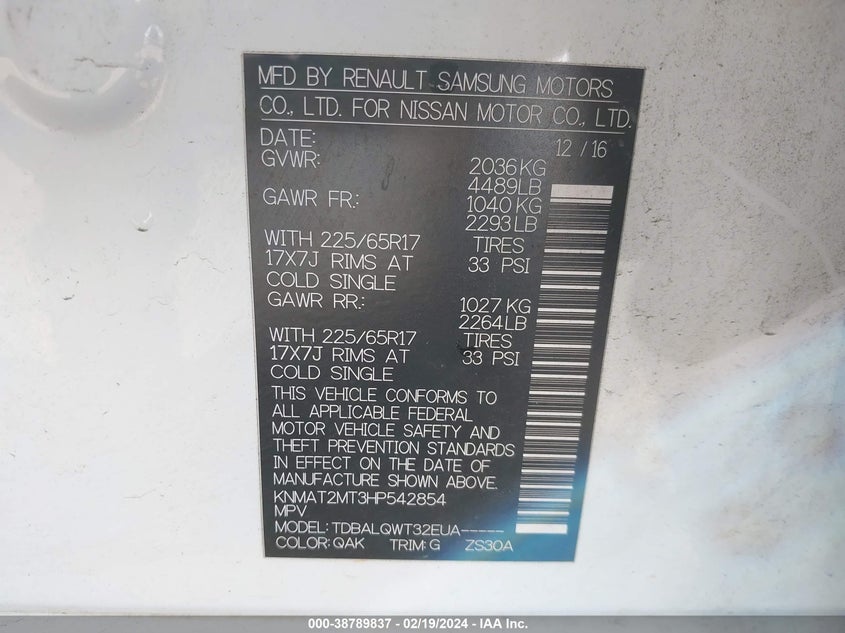 MFD BY RENAULT SAMSUNG MOTORS
CO., LTD. FOR NISSAN MOTOR CO., LTD.
DATE: 12 / 16
GVWR: 2036 KG
4489 LB
GAWR FR.: 1040 KG
2293 LB
WITH 225/65R17 TIRES
17X7J RIMS AT 33 PSI
COLD SINGLE
GAWR RR.: 1027 KG
2264 LB
WITH 225/65R17 TIRES
17X7J RIMS AT 33 PSI
COLD SINGLE
THIS VEHICLE CONFORMS TO
ALL APPLICABLE FEDERAL
MOTOR VEHICLE SAFETY AND
THEFT PREVENTION STANDARDS
IN EFFECT ON THE DATE OF
MANUFACTURE SHOWN ABOVE.
KNMAT2MT3HP542854
MPV
MODEL: TDBALQWT32EUA-----
COLOR: QAK TRIM: G ZS30A
000-38789837 - 02/19/2024 - IAA Inc.